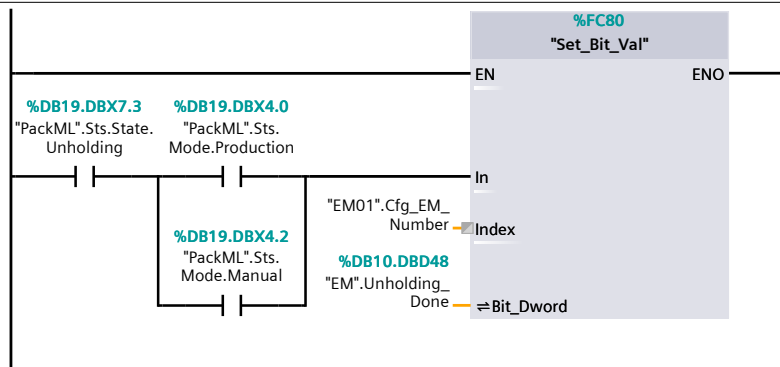 %FC80
"Set_Bit_Val"
EN
ENO
%DB19.DBX7.3
"PackML".Sts.State.
Unholding
%DB19.DBX4.0
"PackML".Sts.
Mode.Production
In
"EM01".Cfg_EM_
Number
Index
%DB19.DBX4.2
"PackML".Sts.
Mode.Manual
%DB10.DBD48
"EM".Unholding_
Done
⇌Bit_Dword